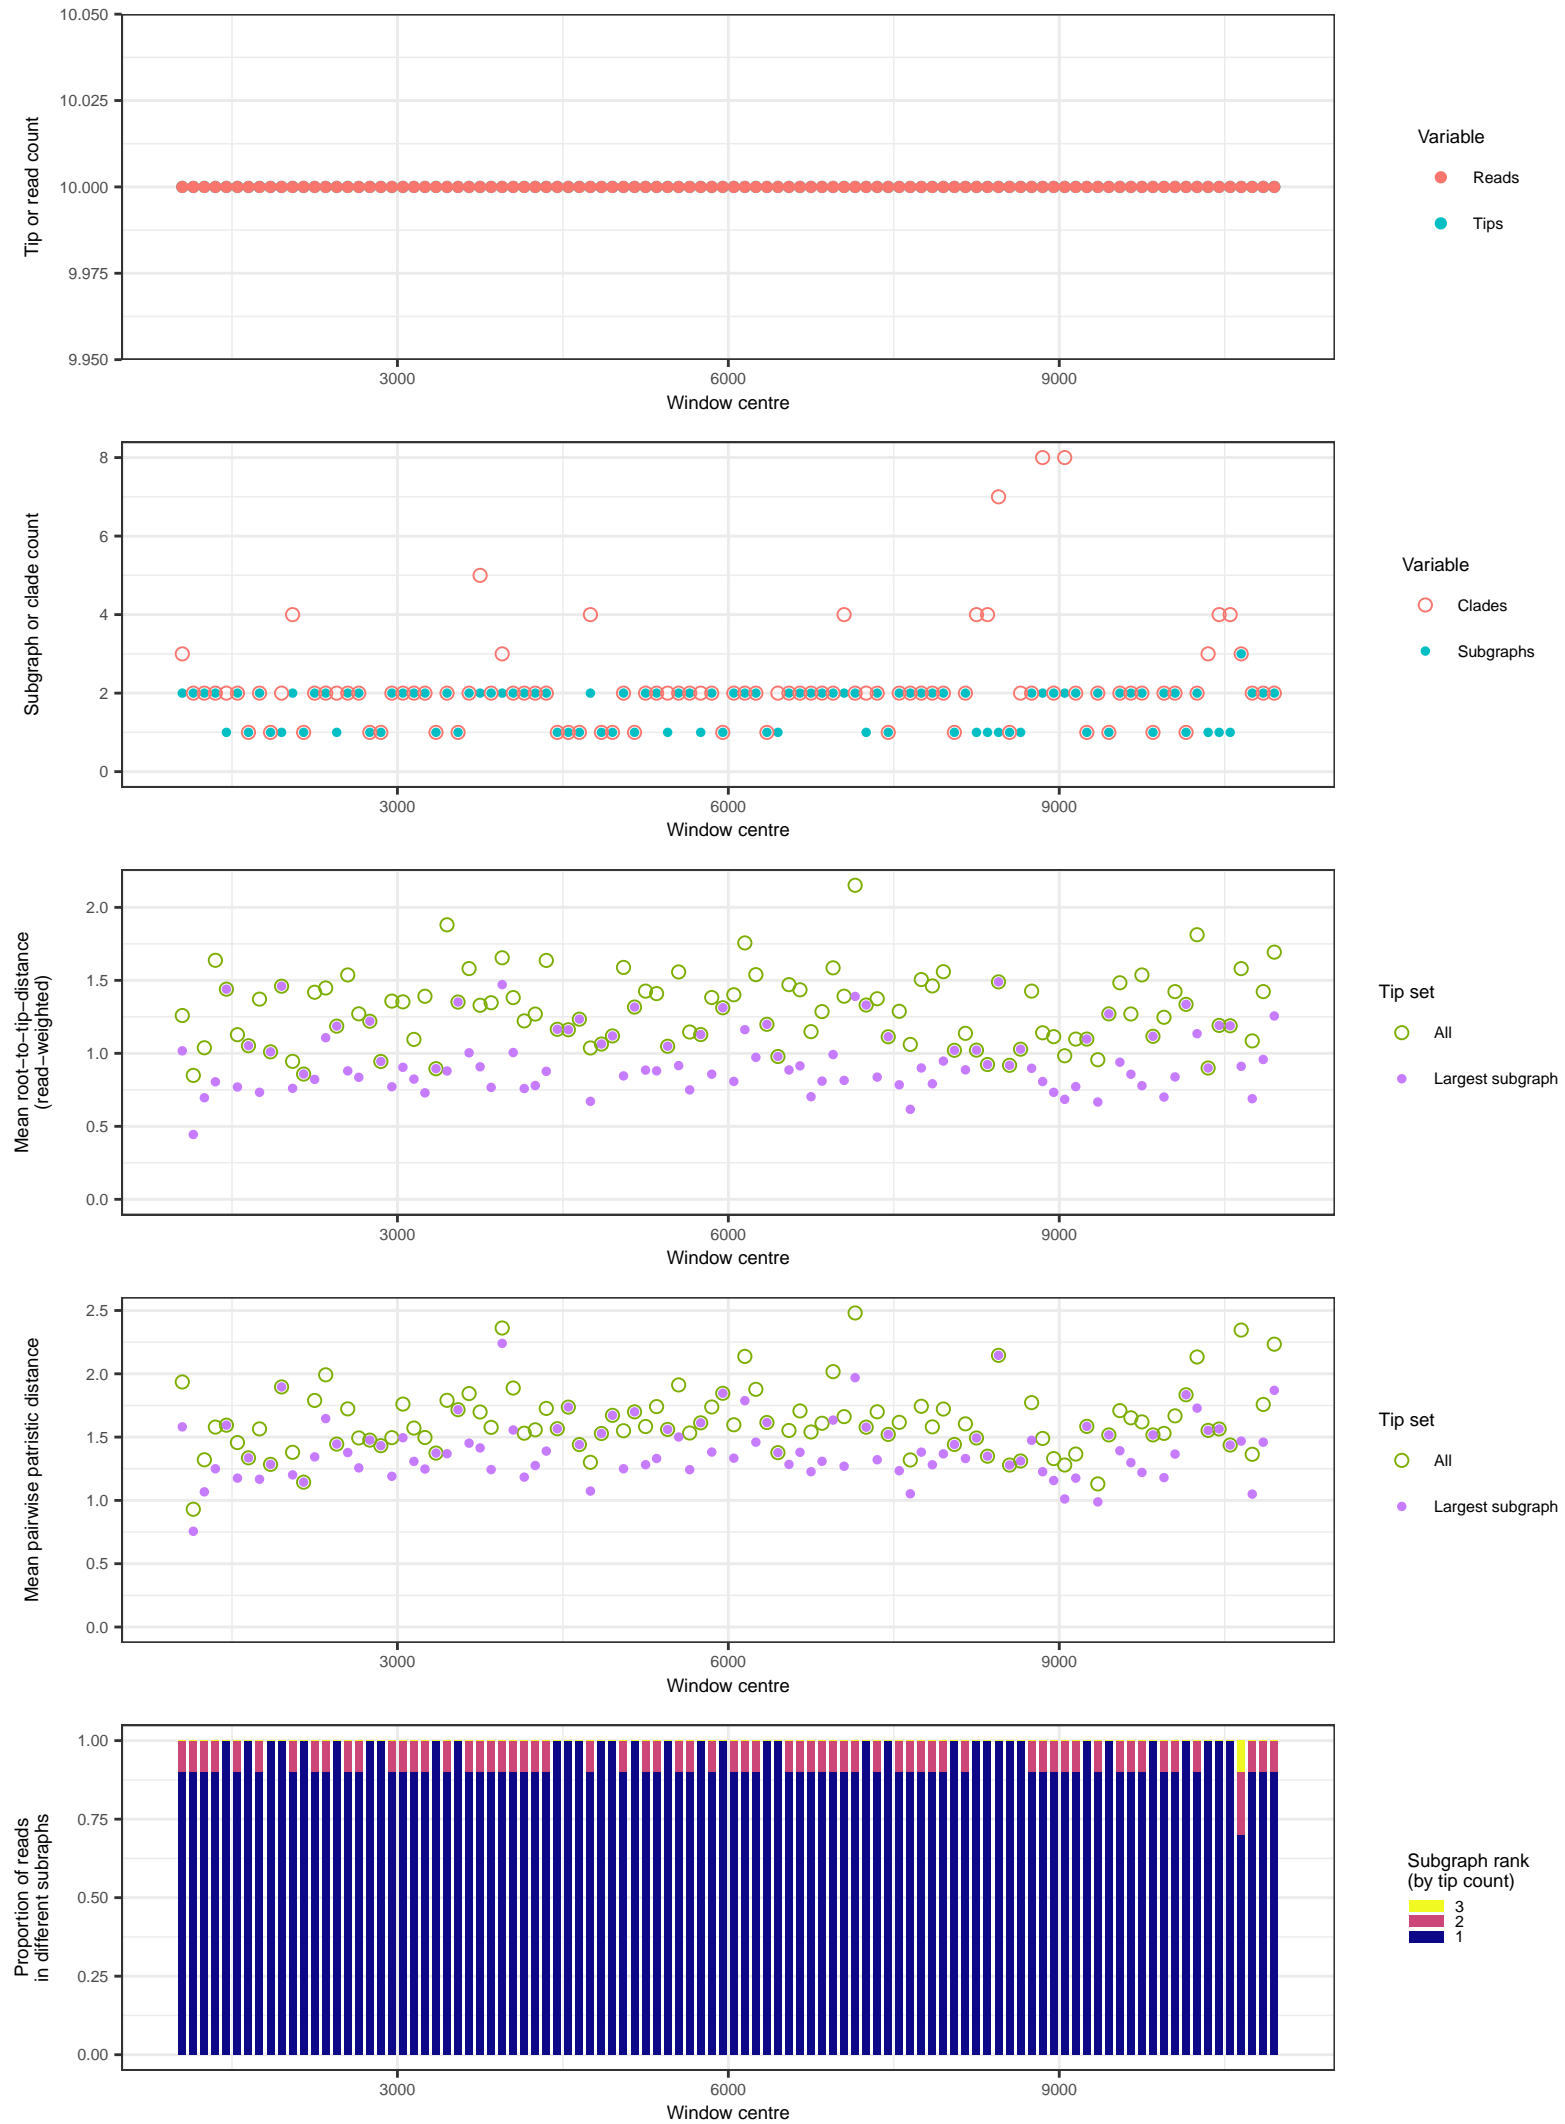 10.050
10.025
10.000
9.975
9.950
Tip or read count
3000
6000
9000
Window centre
Variable
Reads
Tips
8
6
4
2
0
Subgraph or clade count
3000
6000
9000
Window centre
Variable
Clades
Subgraphs
2.0
1.5
1.0
0.5
0.0
Mean root−to−tip−distance
(read−weighted)
3000
6000
9000
Window centre
Tip set
All
Largest subgraph
2.5
2.0
1.5
1.0
0.5
0.0
Mean pairwise patristic distance
3000
6000
9000
Window centre
Tip set
All
Largest subgraph
1.00
0.75
0.50
0.25
0.00
Proportion of reads
in different subraphs
3000
6000
9000
Window centre
Subgraph rank
(by tip count)
3
2
1